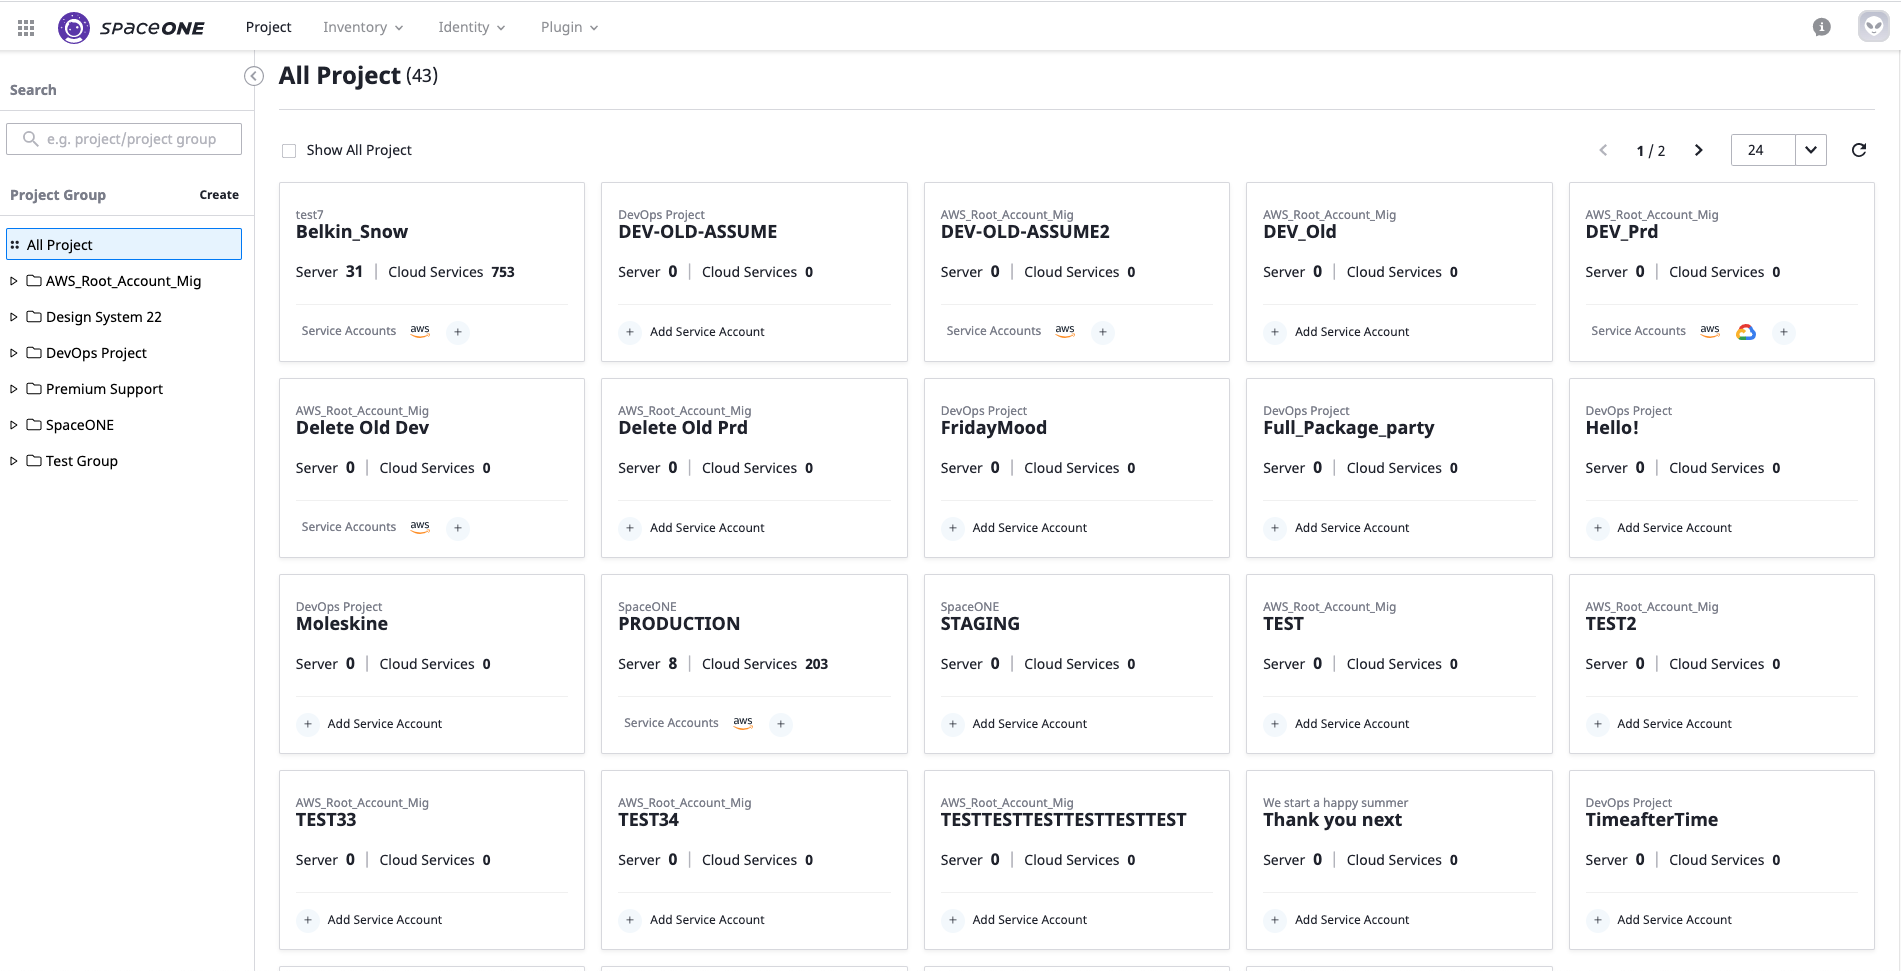 SPACEONE
Project
Inventory
Identity
Plugin
Search
e.g. project/project group
Project Group
Create
All Project
AWS_Root_Account_Mig
Design System 22
DevOps Project
Premium Support
SpaceONE
Test Group
All Project (43)
Show All Project
1 / 2
24
test7
Belkin_Snow
Server 31 | Cloud Services 753
Service Accounts aws +
DevOps Project
DEV-OLD-ASSUME
Server 0 | Cloud Services 0
+ Add Service Account
AWS_Root_Account_Mig
DEV-OLD-ASSUME2
Server 0 | Cloud Services 0
Service Accounts aws +
AWS_Root_Account_Mig
DEV_Old
Server 0 | Cloud Services 0
+ Add Service Account
AWS_Root_Account_Mig
DEV_Prd
Server 0 | Cloud Services 0
Service Accounts aws +
AWS_Root_Account_Mig
Delete Old Dev
Server 0 | Cloud Services 0
Service Accounts aws +
AWS_Root_Account_Mig
Delete Old Prd
Server 0 | Cloud Services 0
+ Add Service Account
DevOps Project
FridayMood
Server 0 | Cloud Services 0
+ Add Service Account
DevOps Project
Full_Package_party
Server 0 | Cloud Services 0
+ Add Service Account
DevOps Project
Hello!
Server 0 | Cloud Services 0
+ Add Service Account
DevOps Project
Moleskine
Server 0 | Cloud Services 0
+ Add Service Account
SpaceONE
PRODUCTION
Server 8 | Cloud Services 203
Service Accounts aws +
SpaceONE
STAGING
Server 0 | Cloud Services 0
+ Add Service Account
AWS_Root_Account_Mig
TEST
Server 0 | Cloud Services 0
+ Add Service Account
AWS_Root_Account_Mig
TEST2
Server 0 | Cloud Services 0
+ Add Service Account
AWS_Root_Account_Mig
TEST33
Server 0 | Cloud Services 0
+ Add Service Account
AWS_Root_Account_Mig
TEST34
Server 0 | Cloud Services 0
+ Add Service Account
AWS_Root_Account_Mig
TESTTESTTESTTESTTESTTEST
Server 0 | Cloud Services 0
+ Add Service Account
We start a happy summer
Thank you next
Server 0 | Cloud Services 0
+ Add Service Account
DevOps Project
TimeafterTime
Server 0 | Cloud Services 0
+ Add Service Account